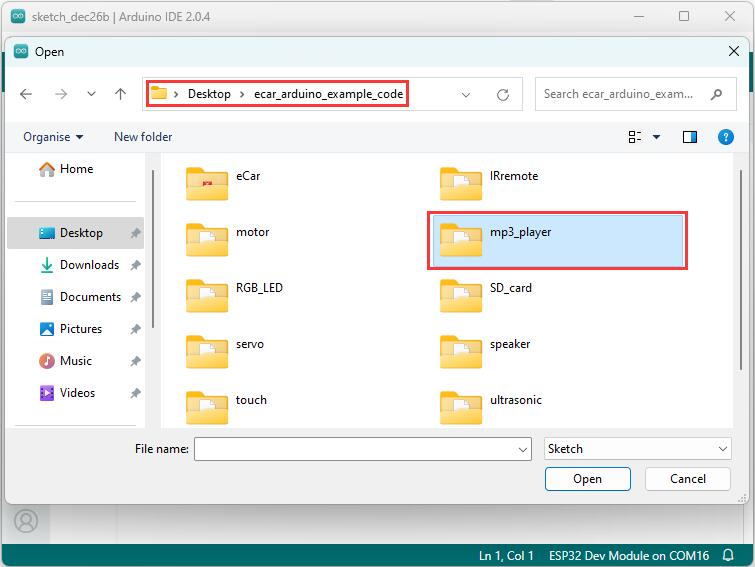 sketch_dec26b | Arduino IDE 2.0.4
Open
Desktop
ecar_arduino_example_code
Search ecar_arduino_exam...
Organise
New folder
Home
Desktop
Downloads
Documents
Pictures
Music
Videos
eCar
IRremote
motor
mp3_player
RGB_LED
SD_card
servo
speaker
touch
ultrasonic
File name:
Sketch
Open
Cancel
Ln 1, Col 1
ESP32 Dev Module on COM16